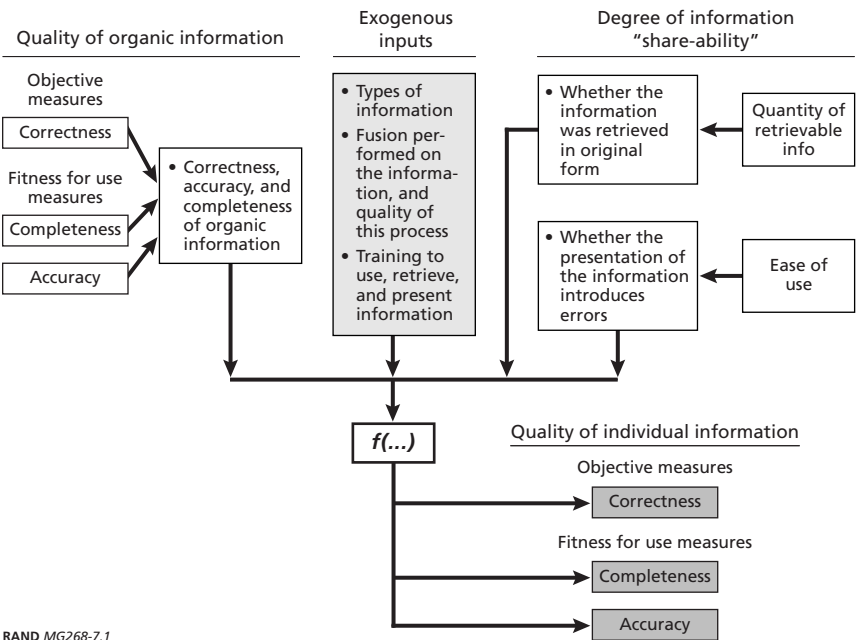 Quality of organic information
Objective
measures
Correctness
Fitness for use
measures
Completeness
Accuracy
• Correctness,
accuracy, and
completeness
of organic
information
Exogenous
inputs
• Types of
information
• Fusion per-
formed on
the informa-
tion, and
quality of
this process
• Training to
use, retrieve,
and present
information
Degree of information
“share-ability”
• Whether the
information
was retrieved
in original
form
Quantity of
retrievable
info
• Whether the
presentation of
the information
introduces
errors
Ease of
use
f(...)
Quality of individual information
Objective measures
Correctness
Fitness for use measures
Completeness
Accuracy
RAND MG268-7.1